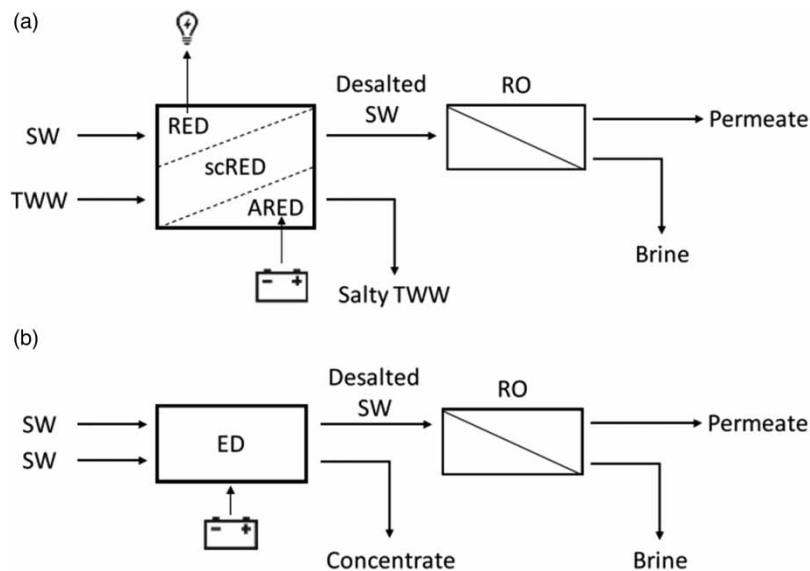 (a)
RED
scRED
ARED
SW
TWW
Desalted
SW
Salty TWW
RO
Permeate
Brine
(b)
SW
SW
ED
Desalted
SW
Concentrate
RO
Permeate
Brine